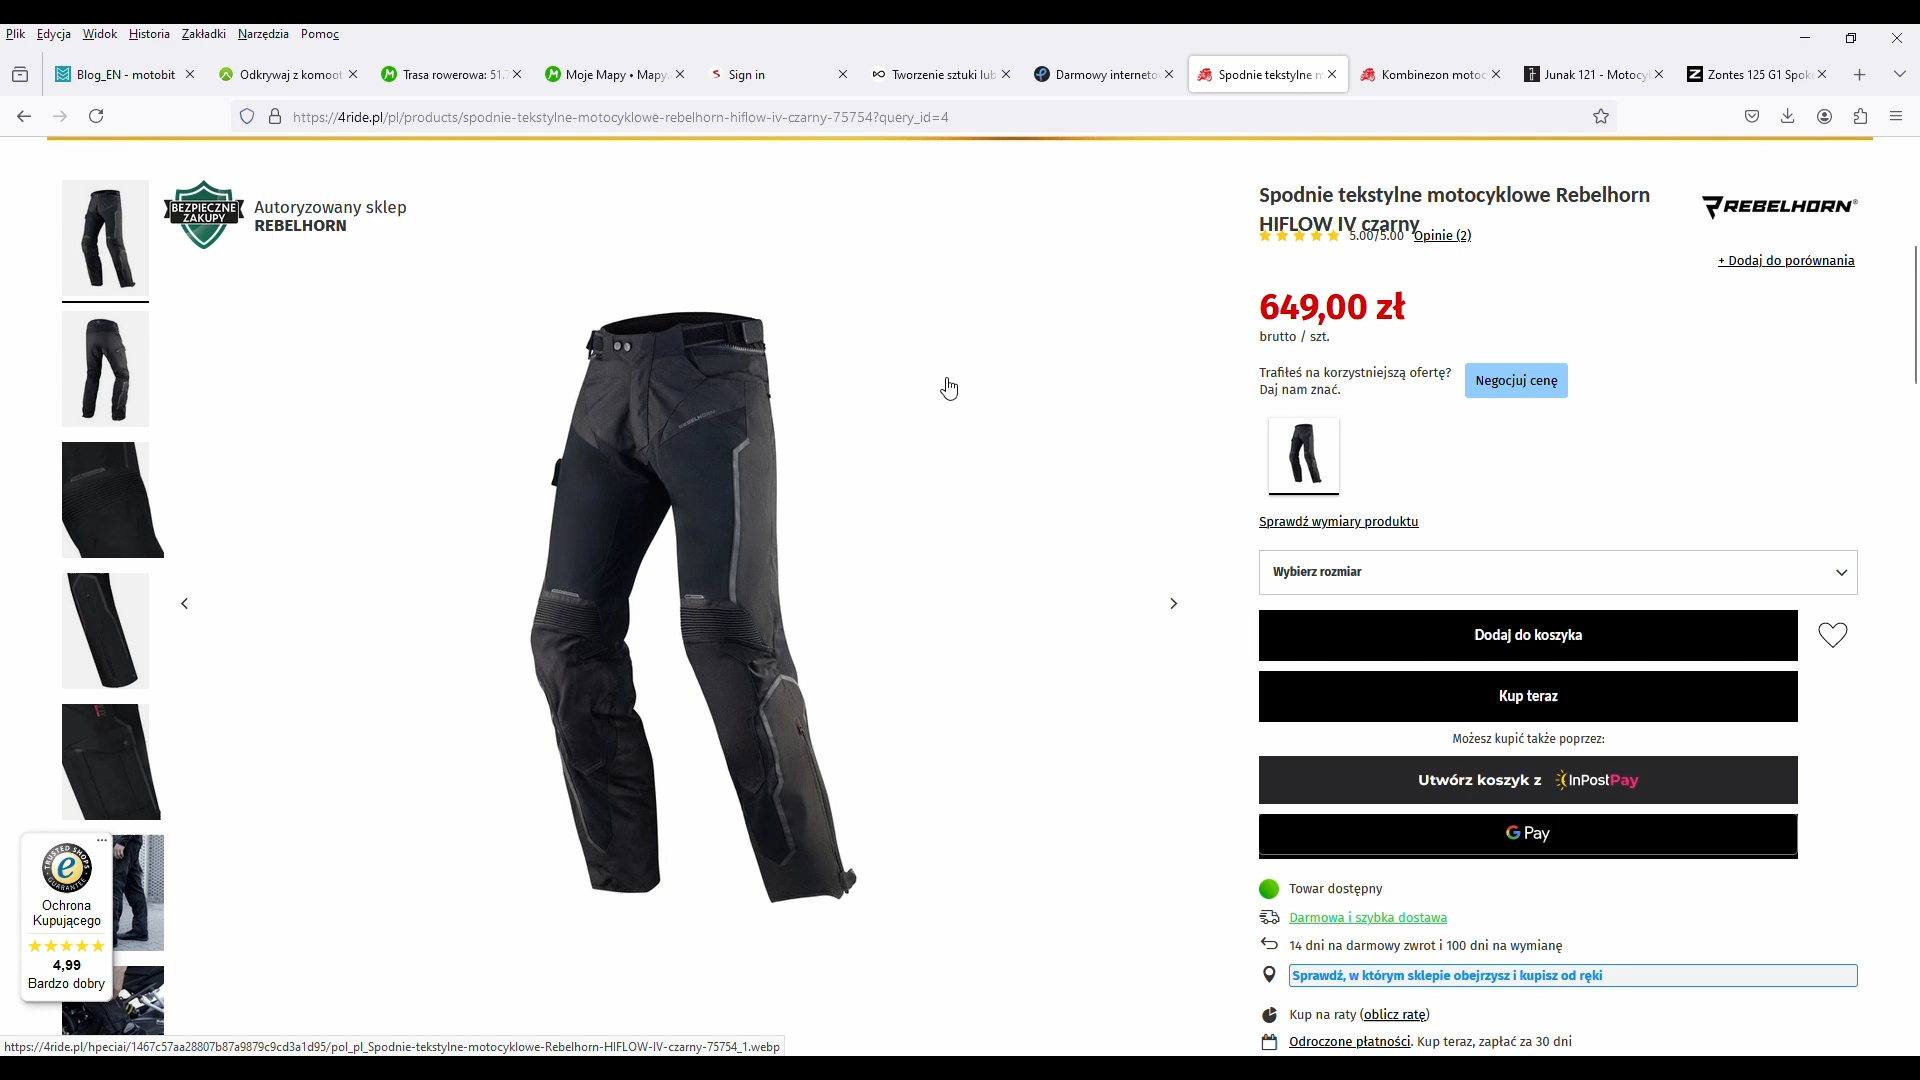 Plik Edycja Widok Historia Zakładki Narzędzia Pomoc
Blog_EN - motobit
Odkrywaj z komoot
Trasa rowerowa: 51.
Moje Mapy • Mapy.
Sign in
Tworzenie sztuki lub
Darmowy interneto
Spodnie tekstylne m
Kombinezon motoc
Junak 121 - Motocyk
Zontes 125 G1 Spok
https://4ride.pl/pl/products/spodnie-tekstylne-motocyklowe-rebelhorn-hiflow-iv-czarny-75754?query_id=4
BEZPIECZNE
ZAKUPY
Autoryzowany sklep
REBELHORN
Spodnie tekstylne motocyklowe Rebelhorn
HIFLOW IV czarny
REBELHORN®
5.00/5.00 Opinie (2)
+ Dodaj do porównania
649,00 zł
brutto / szt.
Trafiłeś na korzystniejszą ofertę?
Daj nam znać.
Negocjuj cenę
Sprawdź wymiary produktu
Wybierz rozmiar
Dodaj do koszyka
Kup teraz
Możesz kupić także poprzez:
Utwórz koszyk z InPost Pay
G Pay
Towar dostępny
Darmowa i szybka dostawa
14 dni na darmowy zwrot i 100 dni na wymianę
Sprawdź, w którym sklepie obejrzysz i kupisz od ręki
Kup na raty (oblicz ratę)
Odroczone płatności. Kup teraz, zapłać za 30 dni
REBELHORN
TRUSTED SHOPS
GUARANTEE
Ochrona
Kupującego
4,99
Bardzo dobry
https://4ride.pl/hpeciai/1467c57aa28807b87a9879c9cd3a1d95/pol_pl_Spodnie-tekstylne-motocyklowe-Rebelhorn-HIFLOW-IV-czarny-75754_1.webp